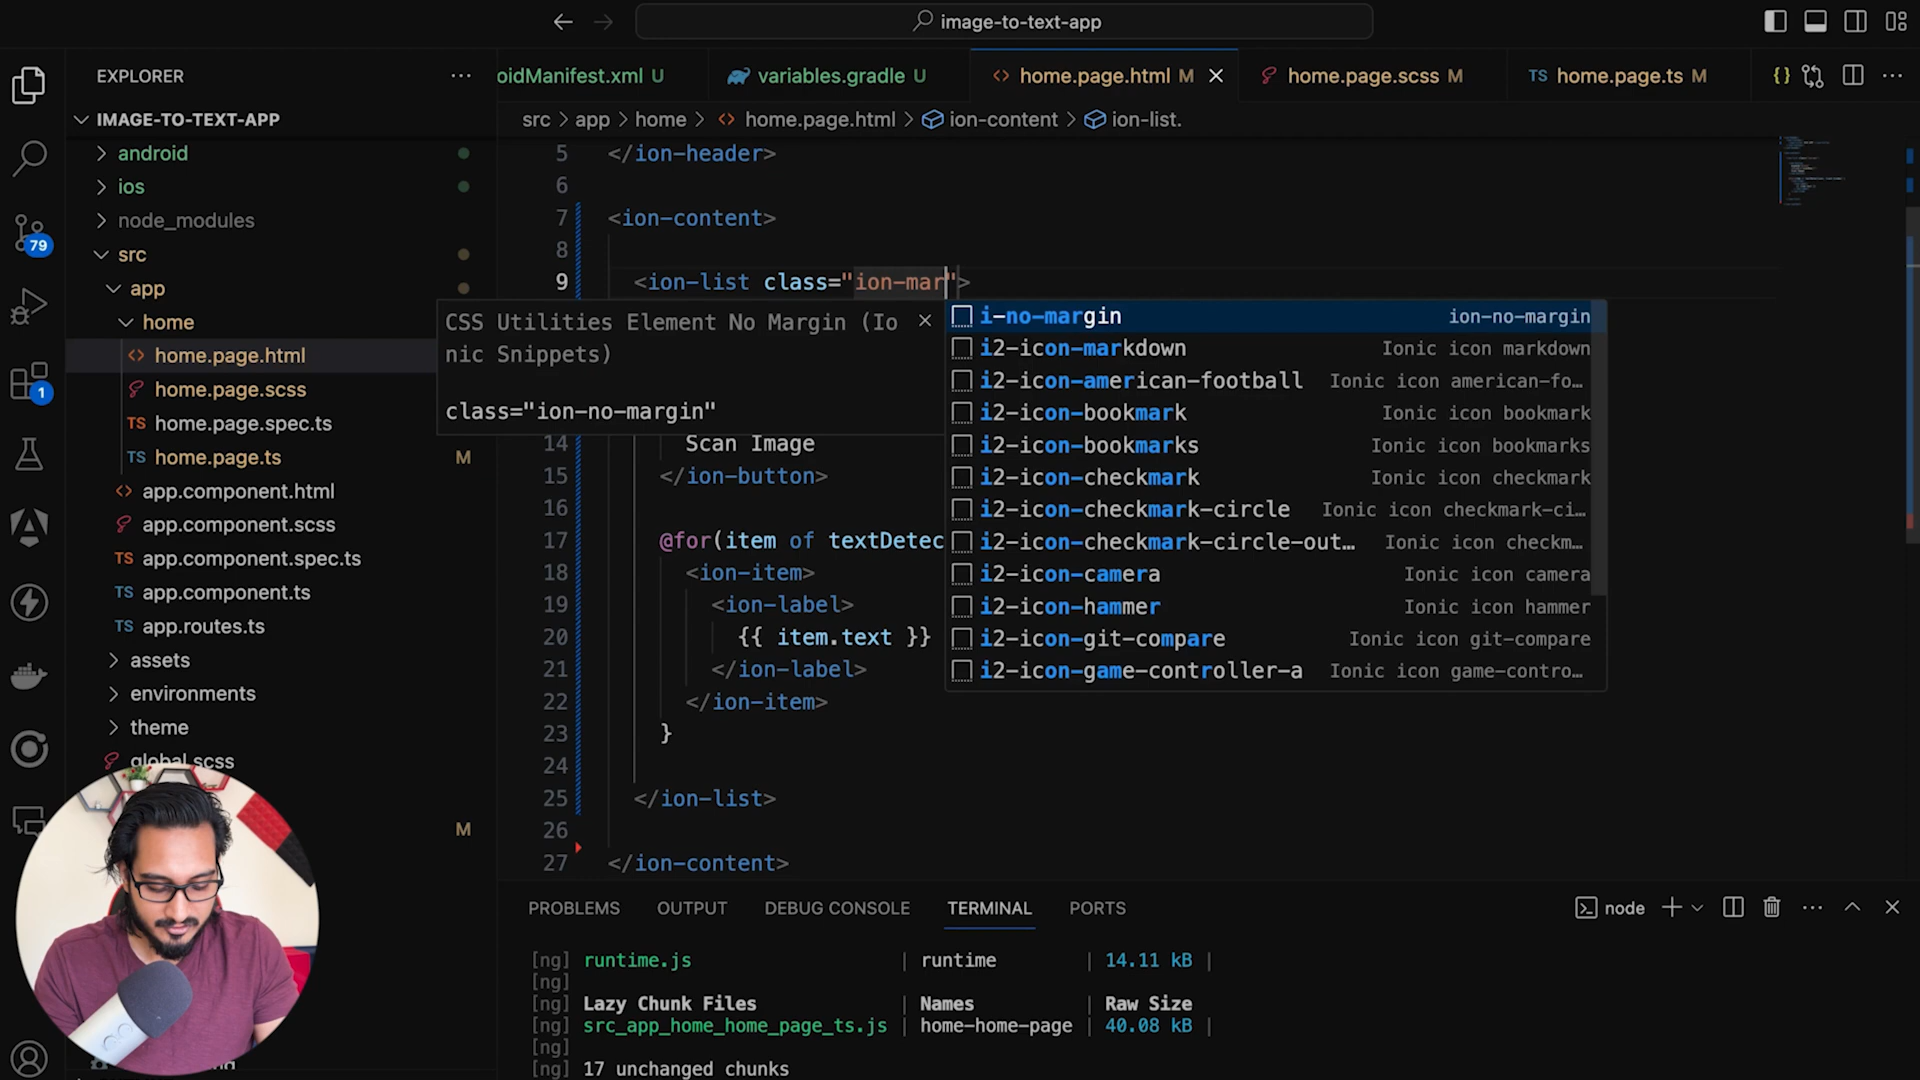 image-to-text-app
EXPLORER
oidManifest.xml U
variables.gradle U
home.page.html M
home.page.scss M
TS home.page.ts M
IMAGE-TO-TEXT-APP
src > app > home > home.page.html > ion-content > ion-list.
android
ios
node_modules
src
app
home
home.page.html
home.page.scss
TS home.page.spec.ts
TS home.page.ts M
app.component.html
app.component.scss
TS app.component.spec.ts
TS app.component.ts
TS app.routes.ts
assets
environments
theme
global.scss
M
79
1
5 </ion-header>
6
7 <ion-content>
8
9 <ion-list class="ion-mar">
CSS Utilities Element No Margin (Io
nic Snippets)
class="ion-no-margin"
i-no-margin ion-no-margin
i2-icon-markdown Ionic icon markdown
i2-icon-american-football Ionic icon american-fo…
i2-icon-bookmark Ionic icon bookmark
i2-icon-bookmarks Ionic icon bookmarks
i2-icon-checkmark Ionic icon checkmark
i2-icon-checkmark-circle Ionic icon checkmark-ci…
i2-icon-checkmark-circle-out… Ionic icon checkm…
i2-icon-camera Ionic icon camera
i2-icon-hammer Ionic icon hammer
i2-icon-git-compare Ionic icon git-compare
i2-icon-game-controller-a Ionic icon game-contro…
14 Scan Image
15 </ion-button>
16
17 @for(item of textDetec
18 <ion-item>
19 <ion-label>
20 {{ item.text }}
21 </ion-label>
22 </ion-item>
23 }
24
25 </ion-list>
26
27 </ion-content>
PROBLEMS OUTPUT DEBUG CONSOLE TERMINAL PORTS
node
[ng] runtime.js | runtime | 14.11 kB |
[ng]
[ng] Lazy Chunk Files | Names | Raw Size
[ng] src_app_home_home_page_ts.js | home-home-page | 40.08 kB |
[ng]
[ng] 17 unchanged chunks